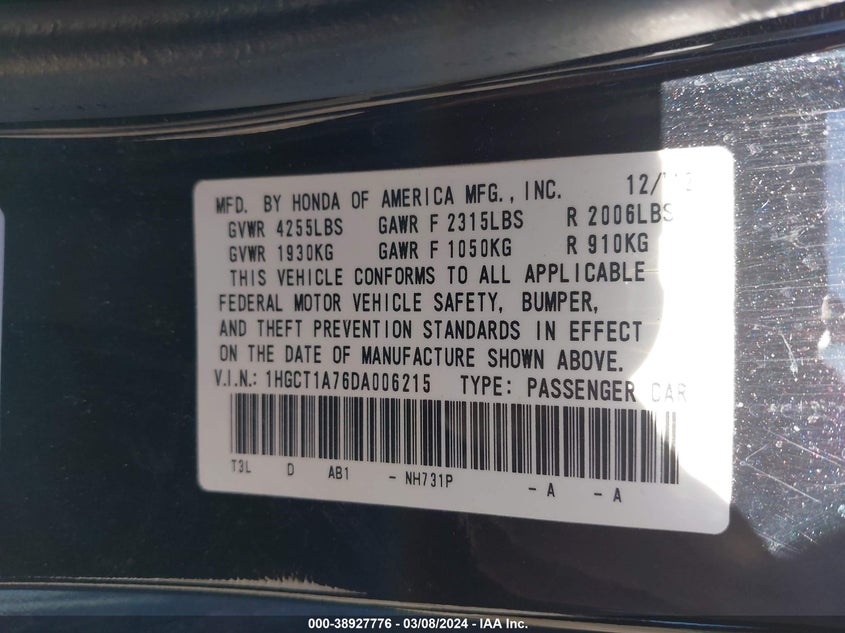 MFD. BY HONDA OF AMERICA MFG., INC.
GVWR 4255LBS GAWR F 2315LBS R 2006LBS
GVWR 1930KG GAWR F 1050KG R 910KG
THIS VEHICLE CONFORMS TO ALL APPLICABLE
FEDERAL MOTOR VEHICLE SAFETY, BUMPER,
AND THEFT PREVENTION STANDARDS IN EFFECT
ON THE DATE OF MANUFACTURE SHOWN ABOVE.
V.I.N.: 1HGCT1A76DA006215 TYPE: PASSENGER CAR
T3L D AB1 - NH731P - A - A
000-38927776 - 03/08/2024 - IAA Inc.